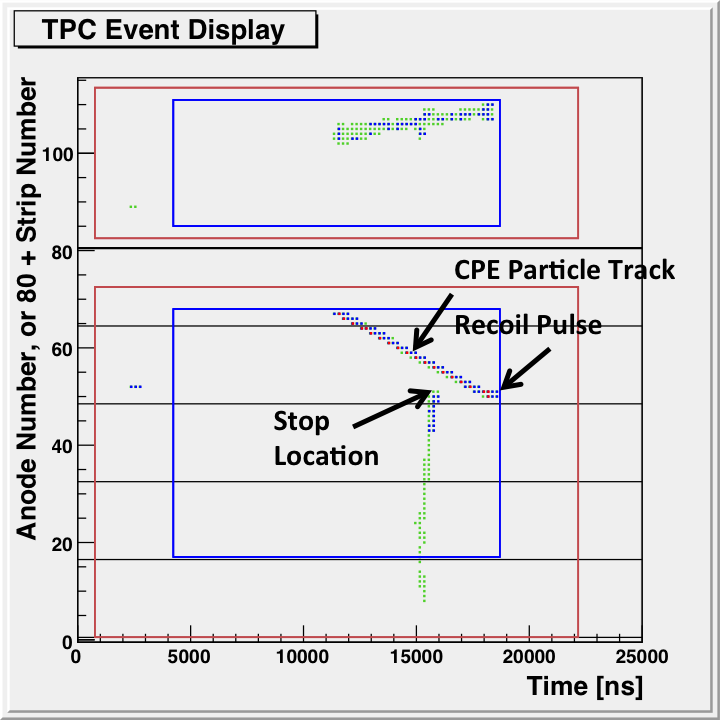 TPC Event Display
Anode Number, or 80 + Strip Number
100
80
60
40
20
0
CPE Particle Track
Recoil Pulse
Stop
Location
0 5000 10000 15000 20000 25000
Time [ns]